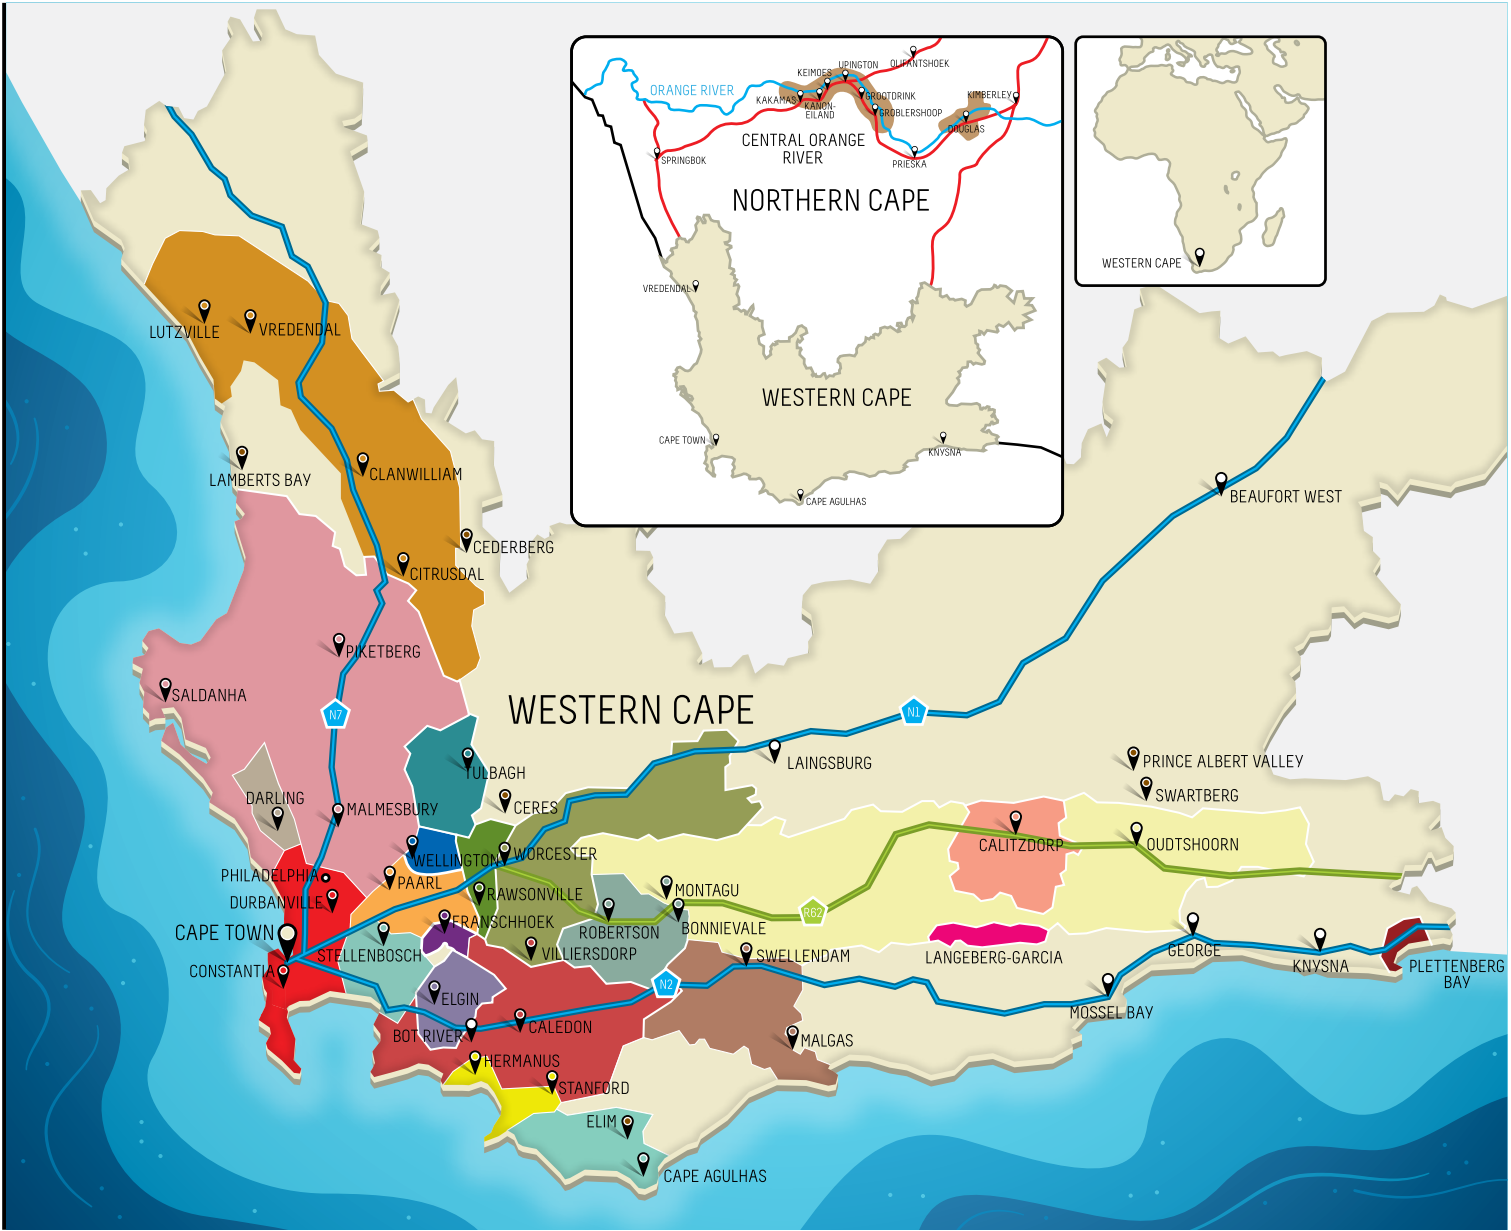 OLIFANTSHOEK
UPINGTON
KEIMOES
ORANGE RIVER
KIMBERLEY
KAKAMAS
GROOTDRINK
KANON-
EILAND
GROBLERSHOOP
DOUGLAS
CENTRAL ORANGE
RIVER
SPRINGBOK
PRIESKA
NORTHERN CAPE
VREDENDAL
WESTERN CAPE
CAPE TOWN
KNYSNA
CAPE AGULHAS
WESTERN CAPE
LUTZVILLE
VREDENDAL
LAMBERTS BAY
CLANWILLIAM
BEAUFORT WEST
CEDERBERG
CITRUSDAL
PIKETBERG
SALDANHA
N7
WESTERN CAPE
N1
LAINGSBURG
PRINCE ALBERT VALLEY
TULBAGH
SWARTBERG
DARLING
MALMESBURY
CERES
CALITZDORP
OUDTSHOORN
WELLINGTON
WORCESTER
PHILADELPHIA
PAARL
RAWSONVILLE
MONTAGU
DURBANVILLE
R62
CAPE TOWN
FRANSCHHOEK
ROBERTSON
BONNIEVALE
STELLENBOSCH
VILLIERSDORP
SWELLENDAM
LANGEBERG-GARCIA
GEORGE
KNYSNA
PLETTENBERG
BAY
CONSTANTIA
N2
ELGIN
MOSSEL BAY
BOT RIVER
CALEDON
MALGAS
HERMANUS
STANFORD
ELIM
CAPE AGULHAS